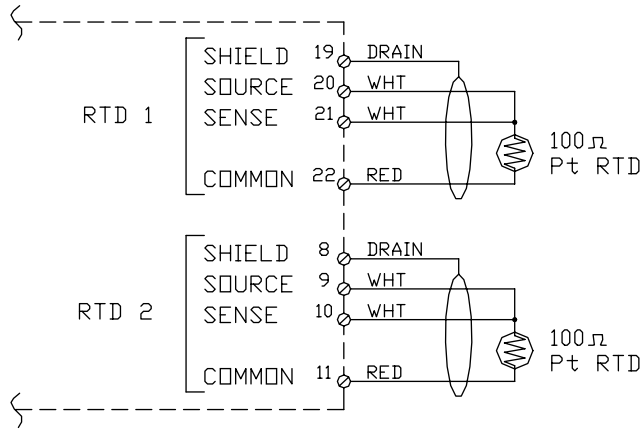 SHIELD 19 DRAIN
SOURCE 20 WHT
RTD 1 SENSE 21 WHT
100Ω
Pt RTD
COMMON 22 RED
SHIELD 8 DRAIN
SOURCE 9 WHT
RTD 2 SENSE 10 WHT
100Ω
Pt RTD
COMMON 11 RED